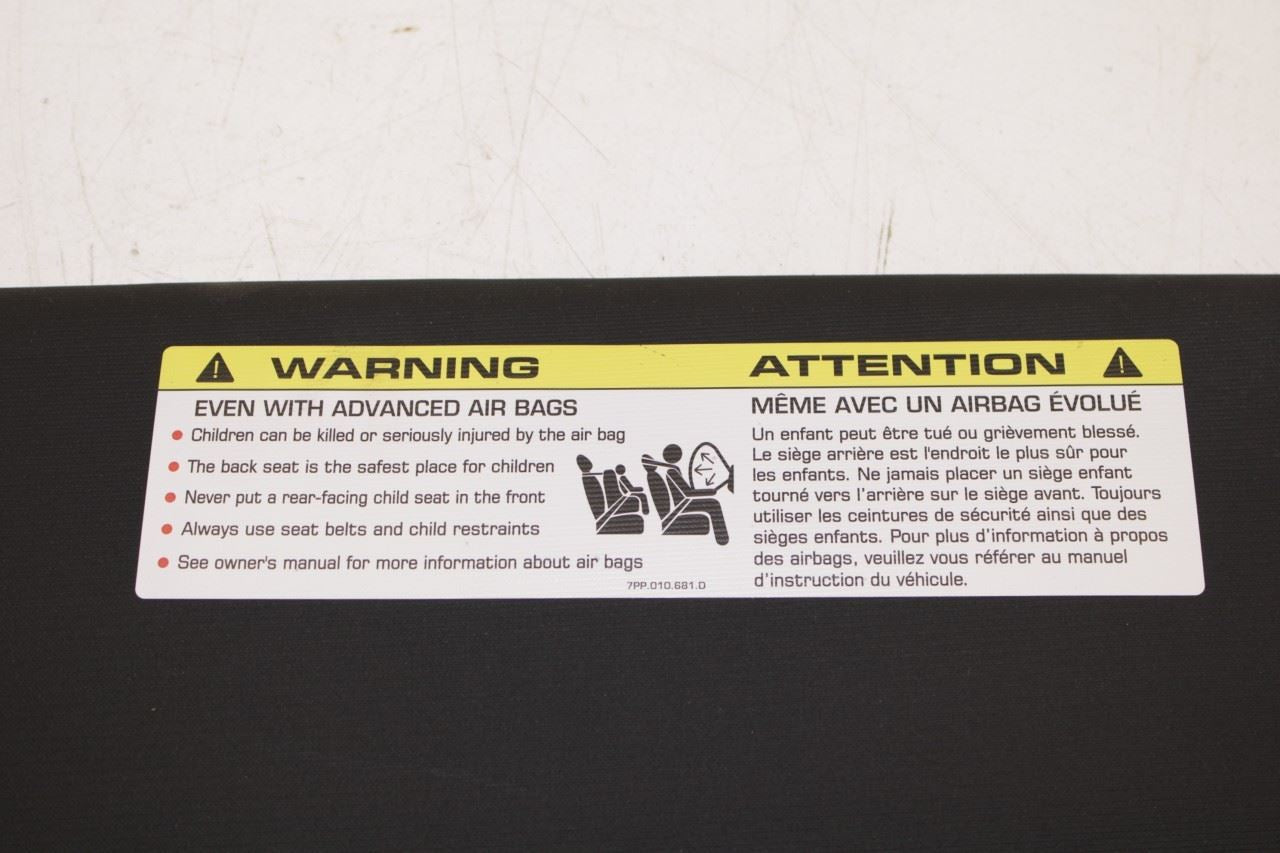 WARNING
EVEN WITH ADVANCED AIR BAGS
Children can be killed or seriously injured by the air bag
The back seat is the safest place for children
Never put a rear-facing child seat in the front
Always use seat belts and child restraints
See owner's manual for more information about air bags
7PP.010.681.D
ATTENTION
MÊME AVEC UN AIRBAG ÉVOLUÉ
Un enfant peut être tué ou grièvement blessé.
Le siège arrière est l'endroit le plus sûr pour
les enfants. Ne jamais placer un siège enfant
tourné vers l'arrière sur le siège avant. Toujours
utiliser les ceintures de sécurité ainsi que des
sièges enfants. Pour plus d'information à propos
des airbags, veuillez vous référer au manuel
d'instruction du véhicule.